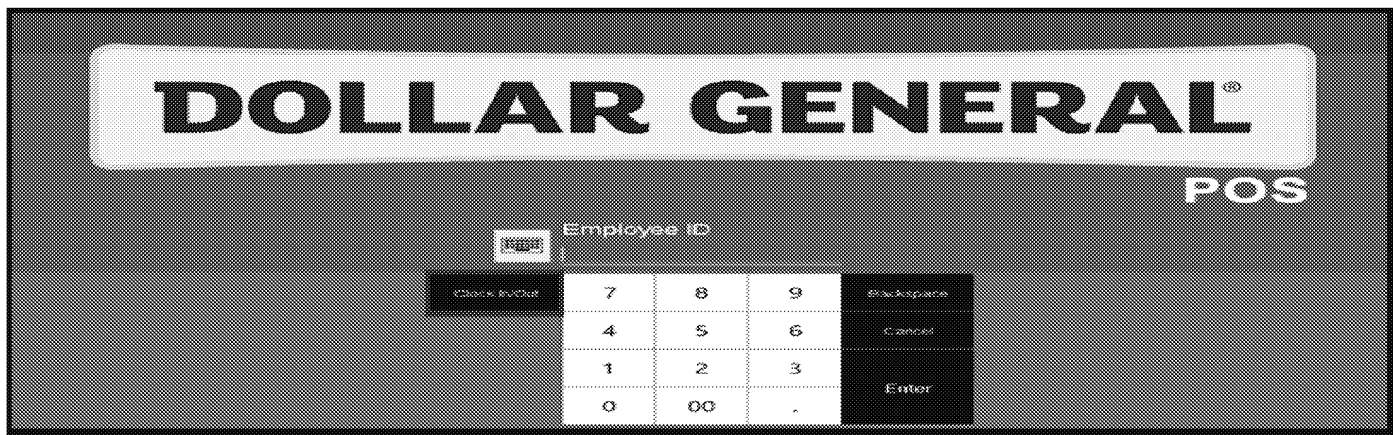 DOLLAR GENERAL®
POS
Employee ID
Clock In/Out 7 8 9 Backspace
4 5 6 Cancel
1 2 3
Enter
0 00 .